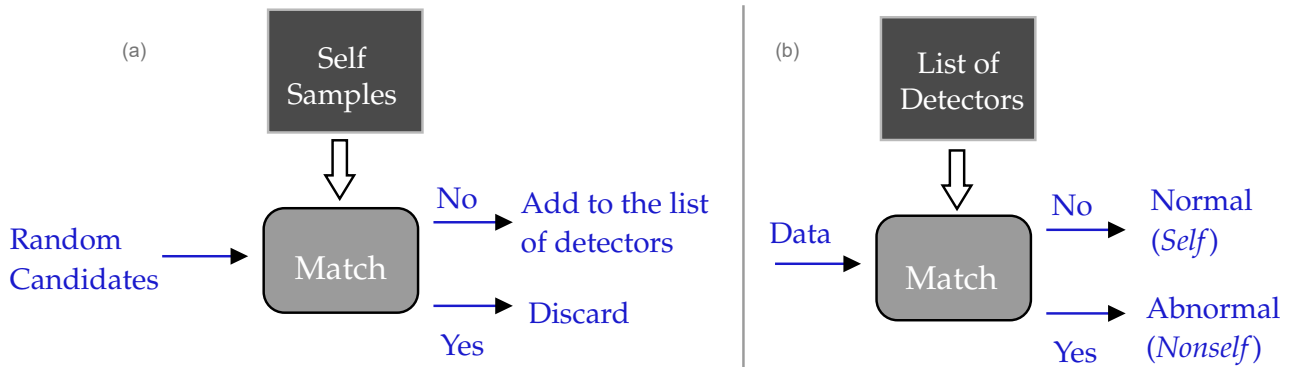 (a)
Self
Samples
Random
Candidates
Match
No
Add to the list
of detectors
Yes
Discard
(b)
List of
Detectors
Data
Match
No
Normal
(Self)
Yes
Abnormal
(Nonself)